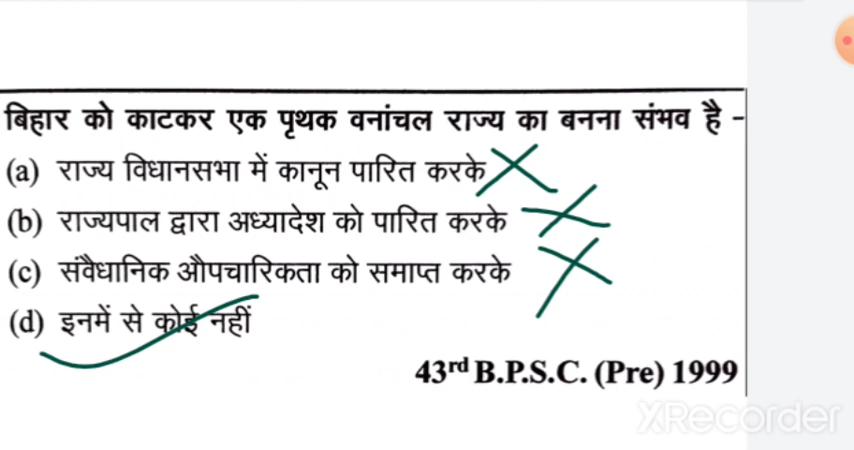 बिहार को काटकर एक पृथक वनांचल राज्य का बनना संभव है -
(a) राज्य विधानसभा में कानून पारित करके
(b) राज्यपाल द्वारा अध्यादेश को पारित करके
(c) संवैधानिक औपचारिकता को समाप्त करके
(d) इनमें से कोई नहीं
43rd B.P.S.C. (Pre) 1999
XRecorder